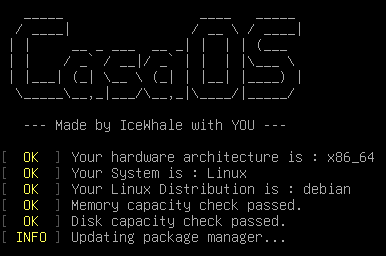 CasaOS
--- Made by IceWhale with YOU ---
[ OK ] Your hardware architecture is : x86_64
[ OK ] Your System is : Linux
[ OK ] Your Linux Distribution is : debian
[ OK ] Memory capacity check passed.
[ OK ] Disk capacity check passed.
[ INFO ] Updating package manager...